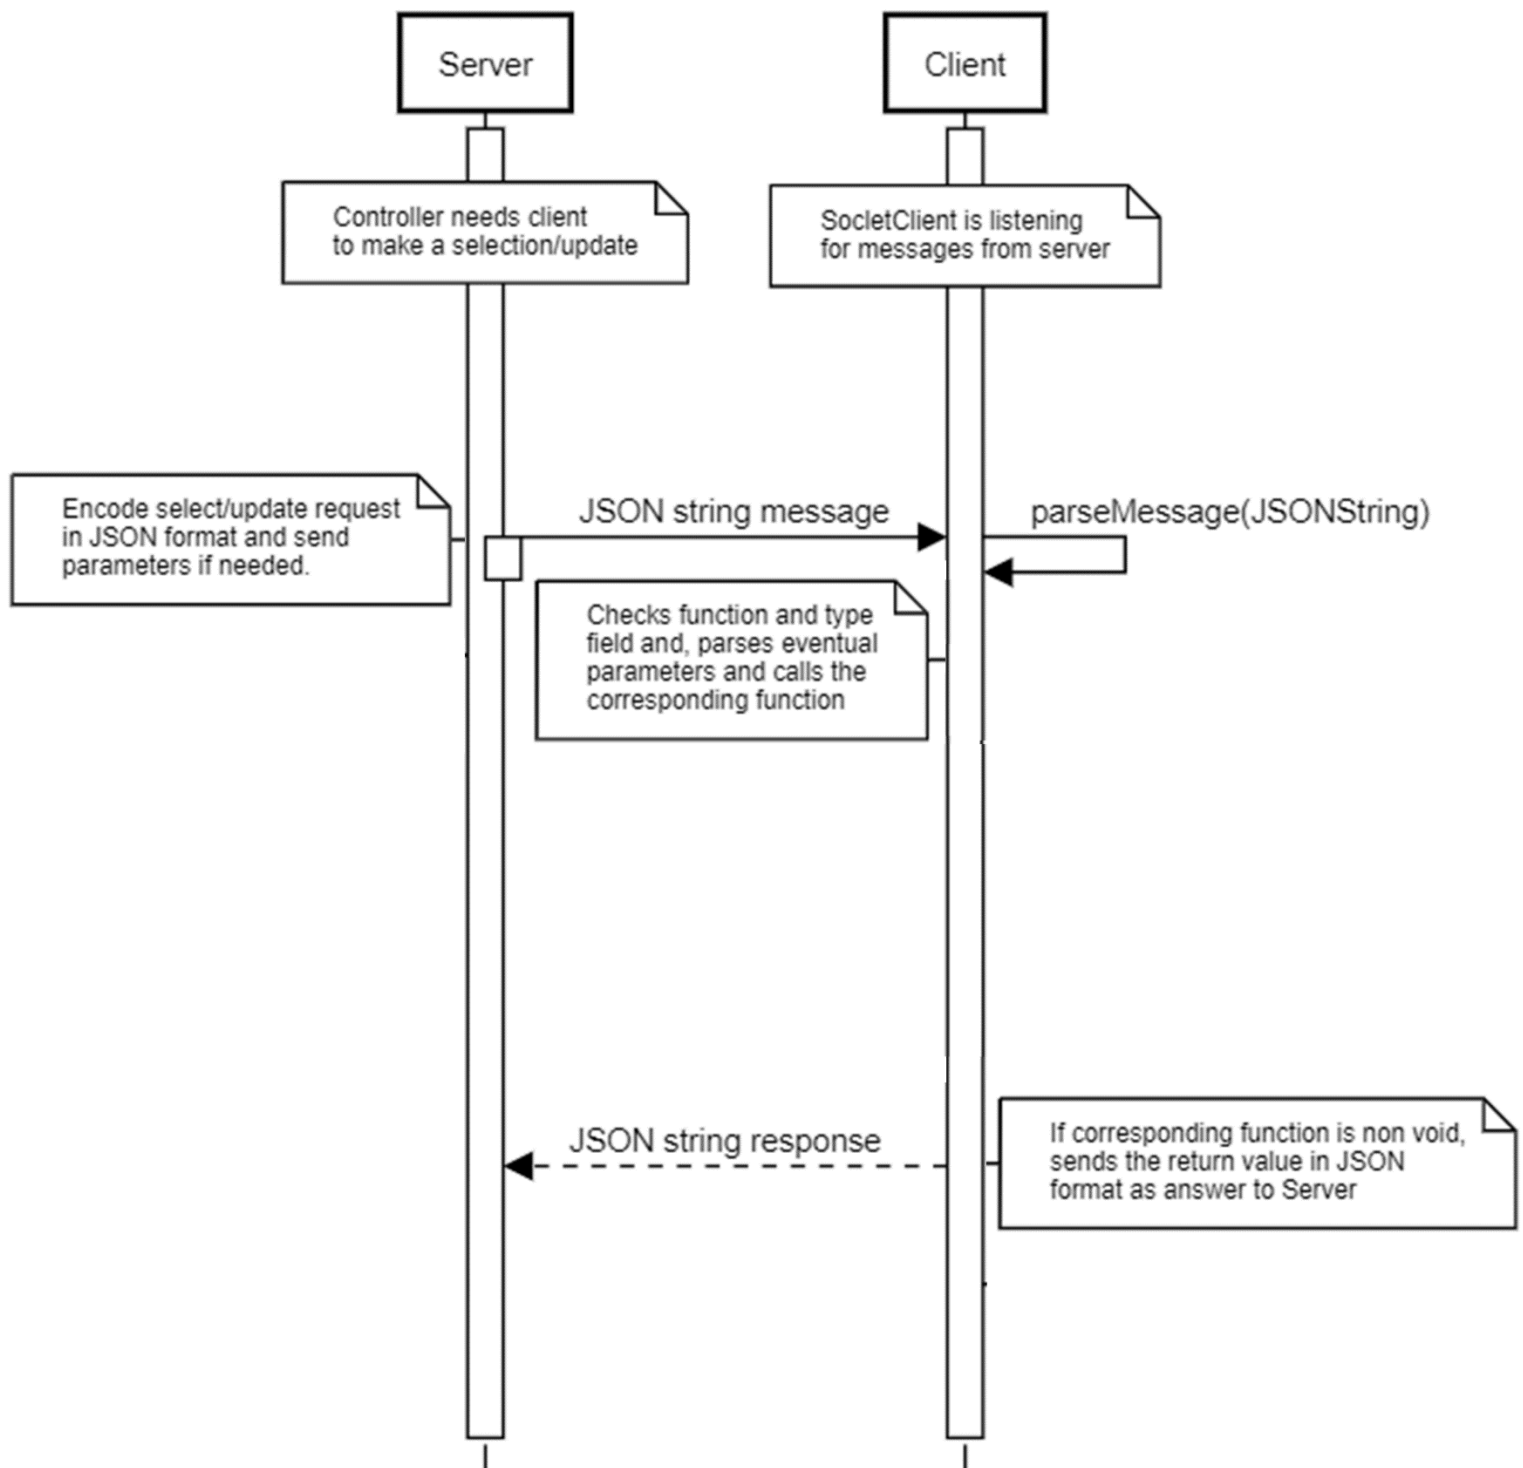 Server
Client
Controller needs client
to make a selection/update
SocletClient is listening
for messages from server
Encode select/update request
in JSON format and send
parameters if needed.
JSON string message
parseMessage(JSONString)
Checks function and type
field and, parses eventual
parameters and calls the
corresponding function
JSON string response
If corresponding function is non void,
sends the return value in JSON
format as answer to Server